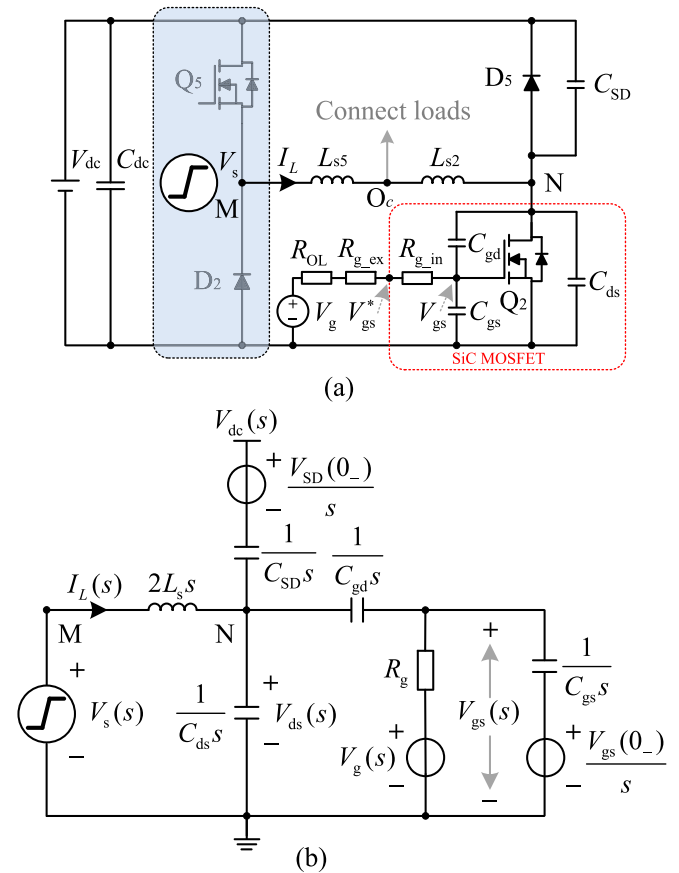 Q5
D5
CSD
Connect loads
Vdc
Cdc
Vs
IL
Ls5
Ls2
M
Oc
N
D2
ROL
Rg_ex
Rg_in
Cgd
Q2
Cds
Vg
V*gs
Vgs
Cgs
SiC MOSFET
(a)
Vdc(s)
+ VSD(0−)/s −
1/CSDs
1/Cgds
IL(s)
2Lss
M
N
+ Vs(s) −
1/Cdss
+ Vds(s) −
Rg
+ Vg(s) −
+ Vgs(s) −
1/Cgss
+ Vgs(0−)/s −
(b)